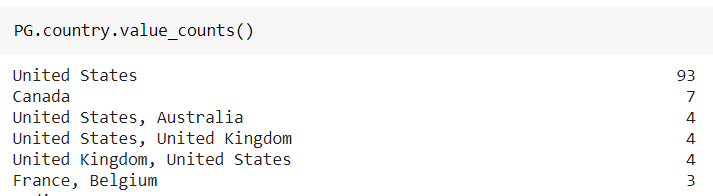 PG.country.value_counts()
United States 93
Canada 7
United States, Australia 4
United States, United Kingdom 4
United Kingdom, United States 4
France, Belgium 3